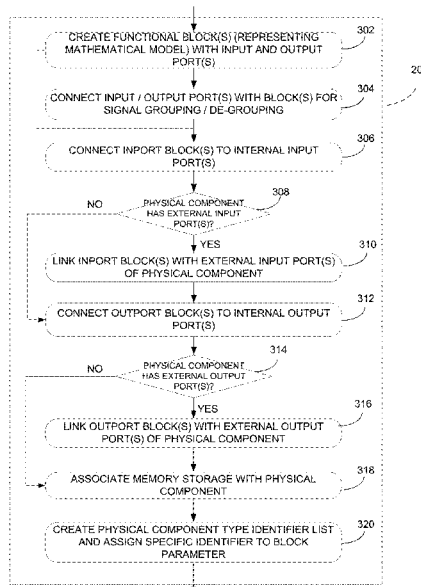 CREATE FUNCTIONAL BLOCK(S) (REPRESENTING
MATHEMATICAL MODEL) WITH INPUT AND OUTPUT
PORT(S)
302
CONNECT INPUT / OUTPUT PORT(S) WITH BLOCK(S) FOR
SIGNAL GROUPING / DE-GROUPING
304
20
CONNECT INPORT BLOCK(S) TO INTERNAL INPUT
PORT(S)
306
NO
PHYSICAL COMPONENT
HAS EXTERNAL INPUT
PORT(S)?
308
YES
LINK INPORT BLOCK(S) WITH EXTERNAL INPUT PORT(S)
OF PHYSICAL COMPONENT
310
CONNECT OUTPORT BLOCK(S) TO INTERNAL OUTPUT
PORT(S)
312
NO
PHYSICAL COMPONENT
HAS EXTERNAL OUTPUT
PORT(S)?
314
YES
LINK OUTPORT BLOCK(S) WITH EXTERNAL OUTPUT
PORT(S) OF PHYSICAL COMPONENT
316
ASSOCIATE MEMORY STORAGE WITH PHYSICAL
COMPONENT
318
CREATE PHYSICAL COMPONENT TYPE IDENTIFIER LIST
AND ASSIGN SPECIFIC IDENTIFIER TO BLOCK
PARAMETER
320